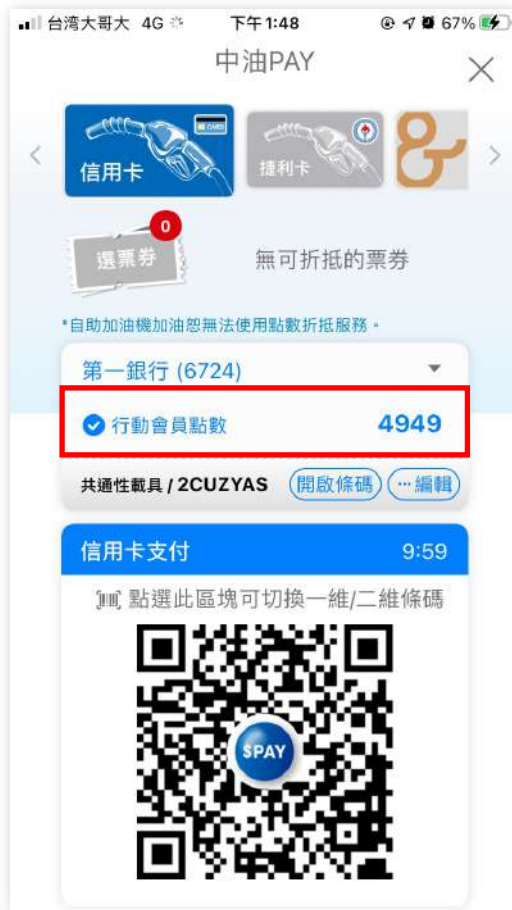 台湾大哥大 4G 下午1:48 67%
中油PAY
CARD
信用卡
捷利卡
0
選票券
無可折抵的票券
*自助加油機加油恕無法使用點數折抵服務。
第一銀行 (6724)
行動會員點數 4949
共通性載具 / 2CUZYAS 開啟條碼 ⋯編輯
信用卡支付 9:59
點選此區塊可切換一維/二維條碼
$PAY